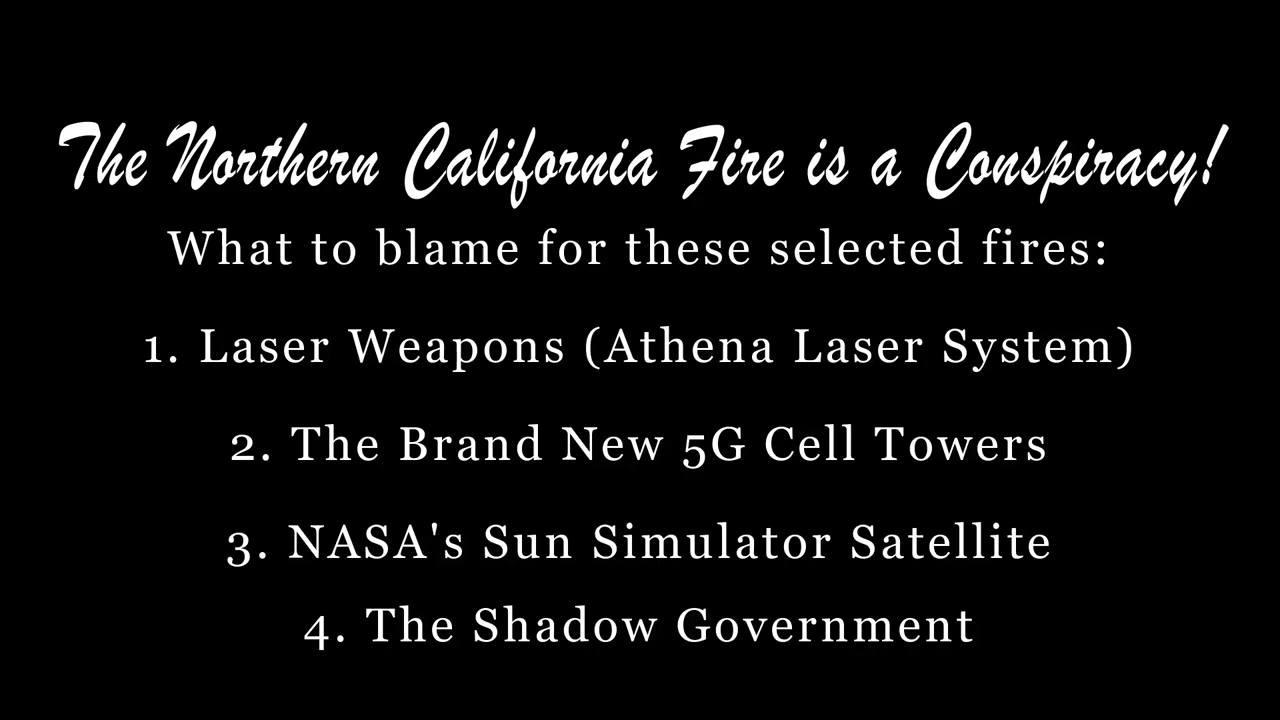 The Northern California Fire is a Conspiracy!
What to blame for these selected fires:
1. Laser Weapons (Athena Laser System)
2. The Brand New 5G Cell Towers
3. NASA's Sun Simulator Satellite
4. The Shadow Government